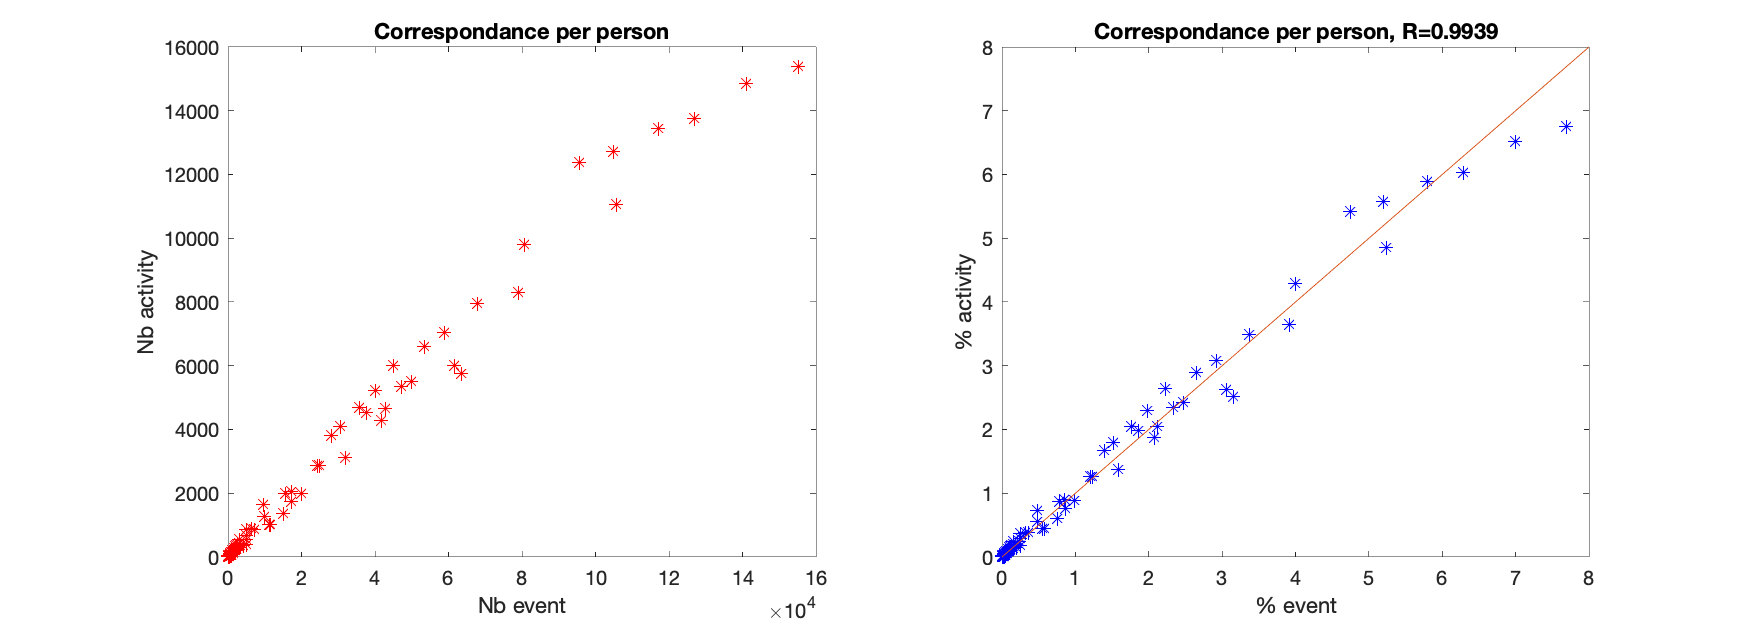 Correspondance per person
16000
14000
12000
10000
8000
6000
4000
2000
0
Nb activity
0 2 4 6 8 10 12 14 16
Nb event
×10^4
Correspondance per person, R=0.9939
8
7
6
5
4
3
2
1
0
% activity
0 1 2 3 4 5 6 7 8
% event